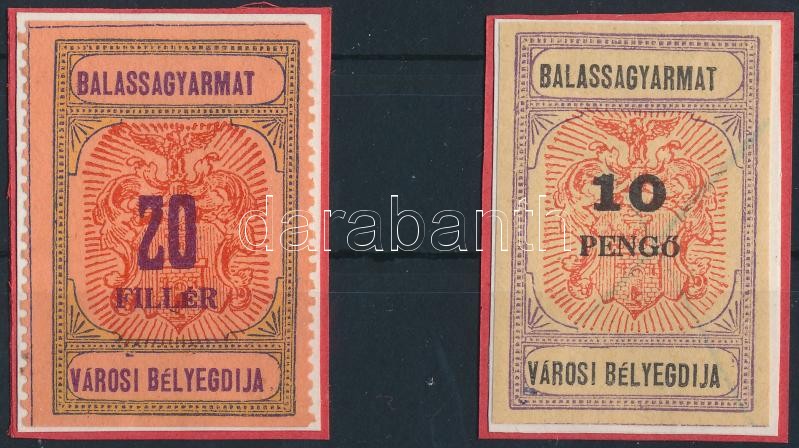 BALASSAGYARMAT
20
FILLÉR
VÁROSI BÉLYEGDIJA
BALASSAGYARMAT
10
PENGŐ
VÁROSI BÉLYEGDIJA
darabanth